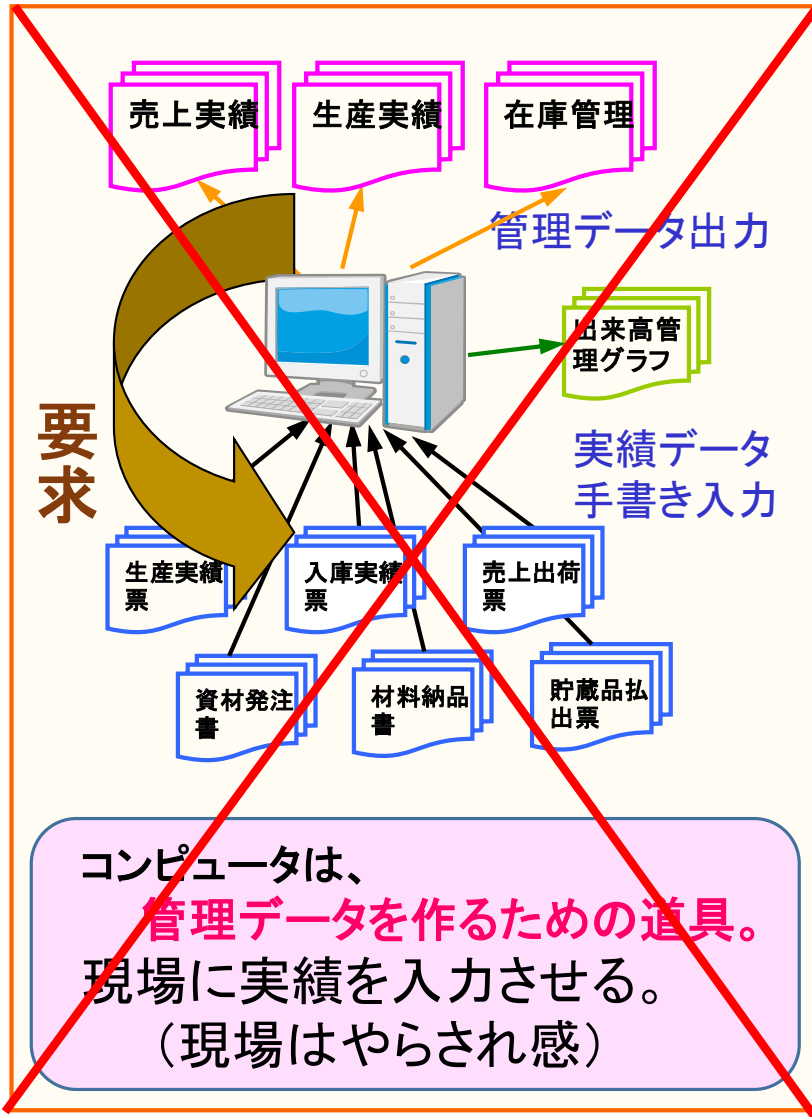 売上実績
生産実績
在庫管理
管理データ出力
出来高管
理グラフ
要
求
実績データ
手書き入力
生産実績
票
入庫実績
票
売上出荷
票
資材発注
書
材料納品
書
貯蔵品払
出票
コンピュータは、
管理データを作るための道具。
現場に実績を入力させる。
（現場はやらされ感）